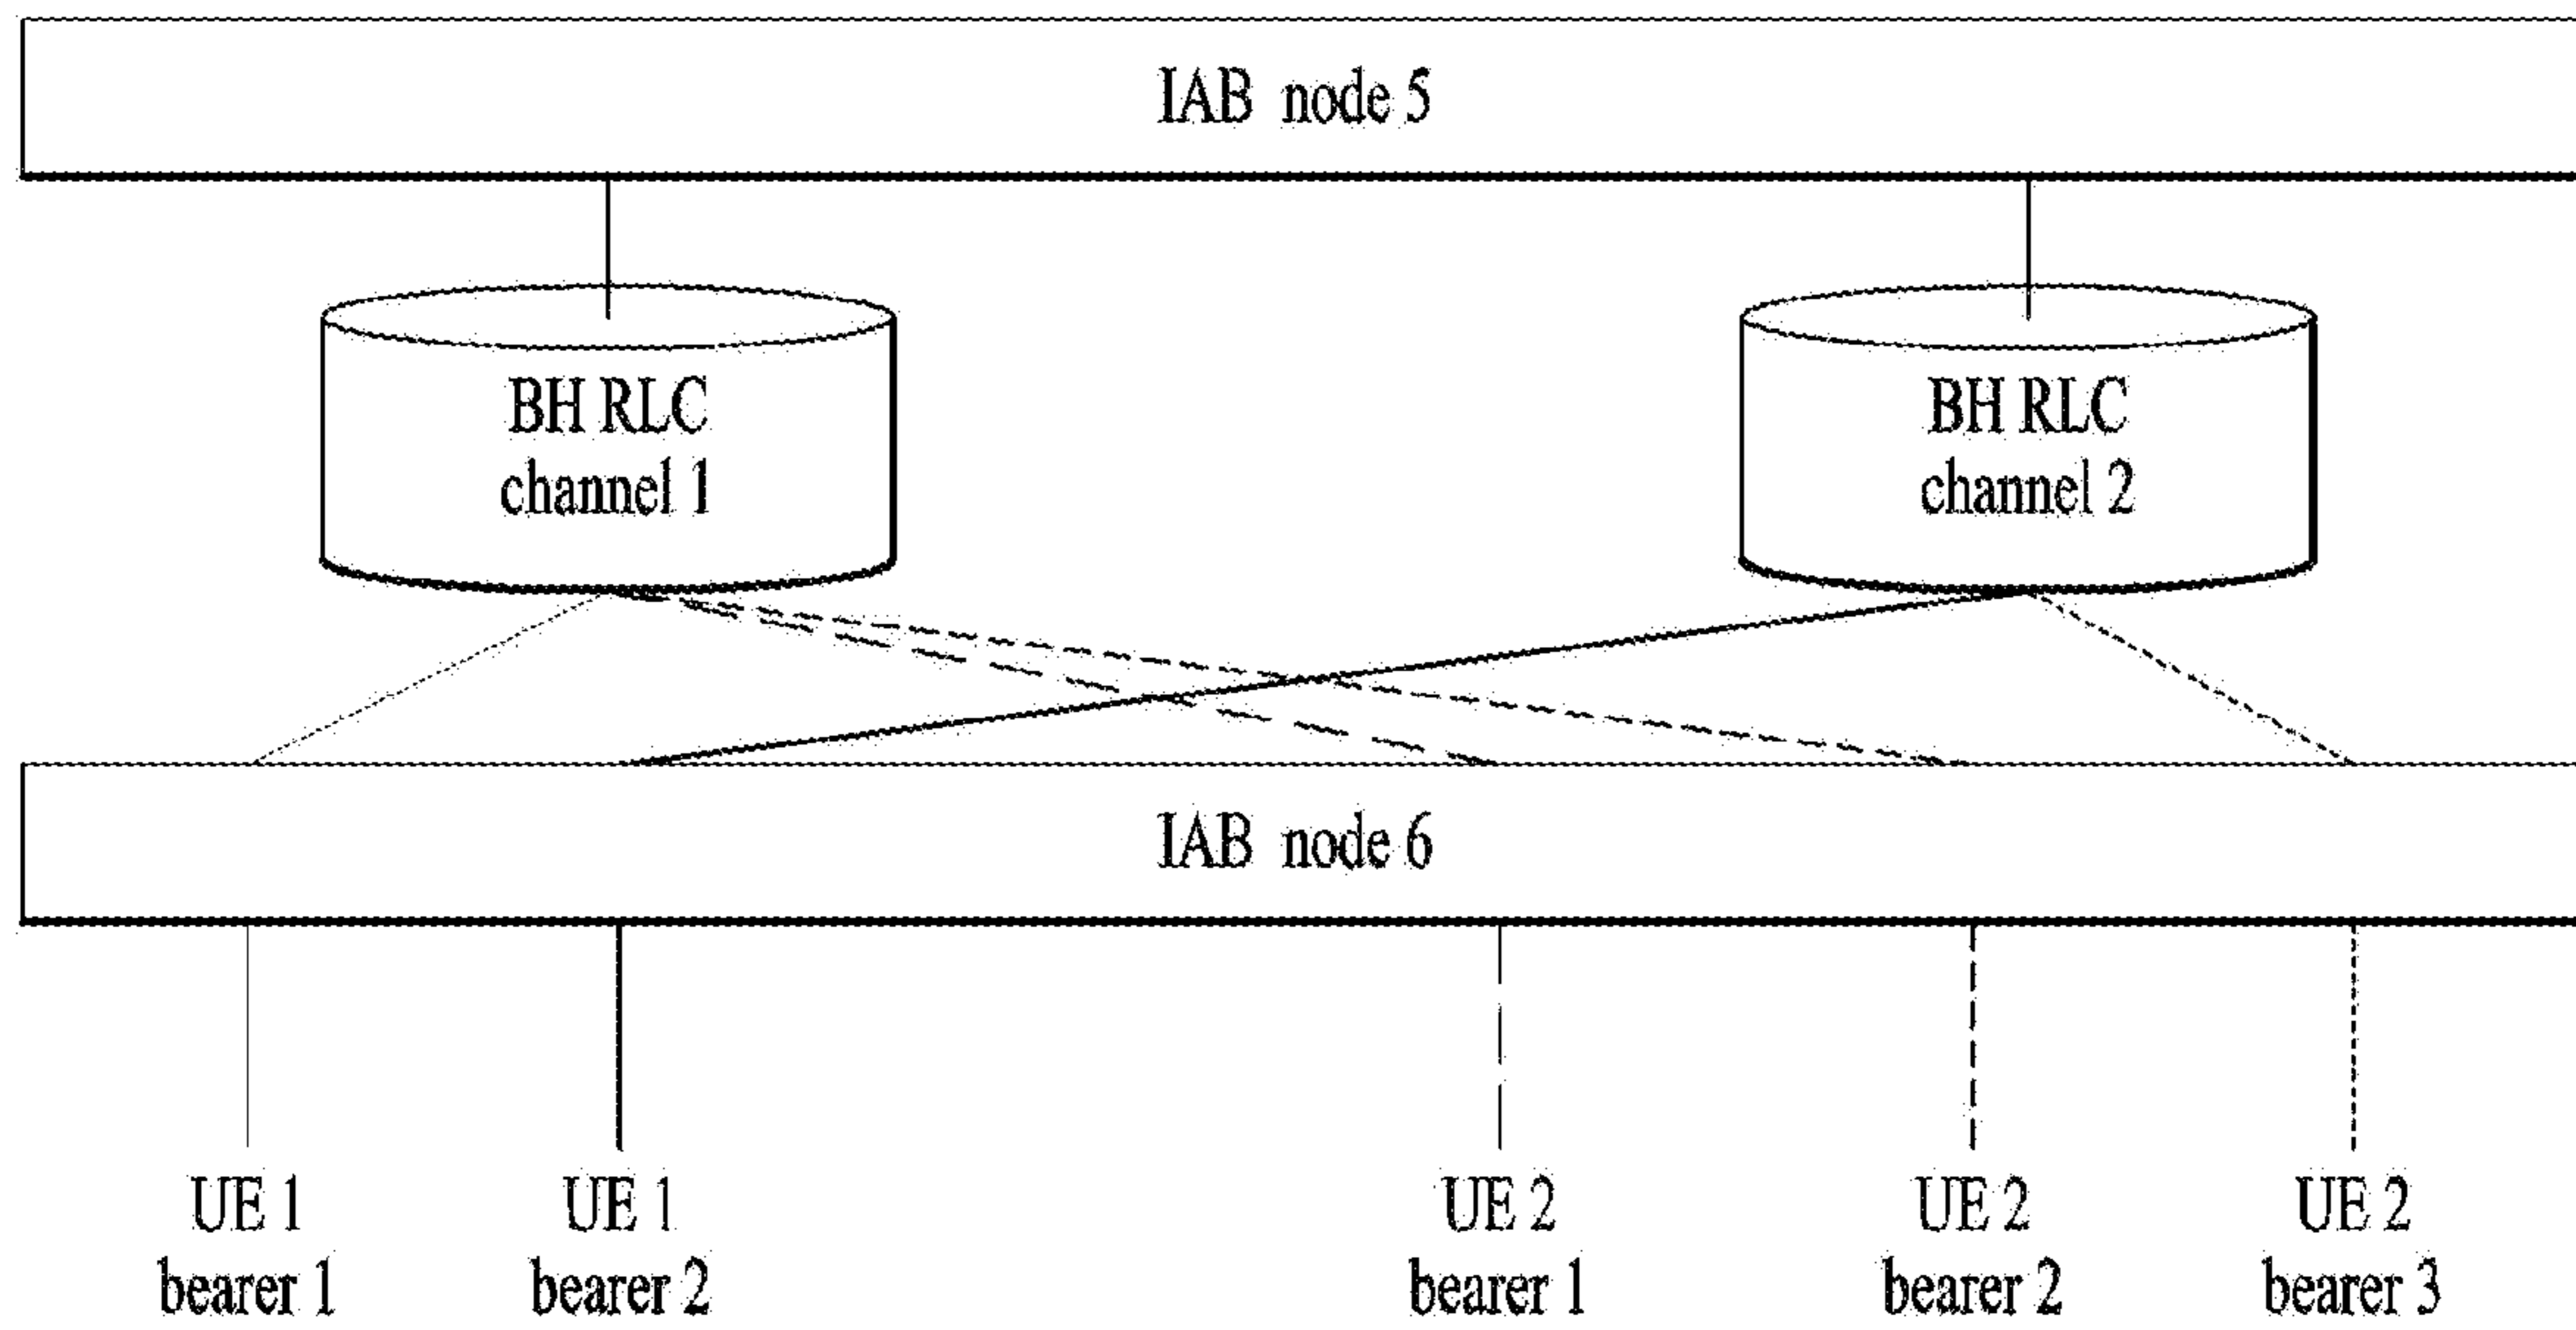 IAB node 5
BH RLC
channel 1
BH RLC
channel 2
IAB node 6
UE 1
bearer 1
UE 1
bearer 2
UE 2
bearer 1
UE 2
bearer 2
UE 2
bearer 3